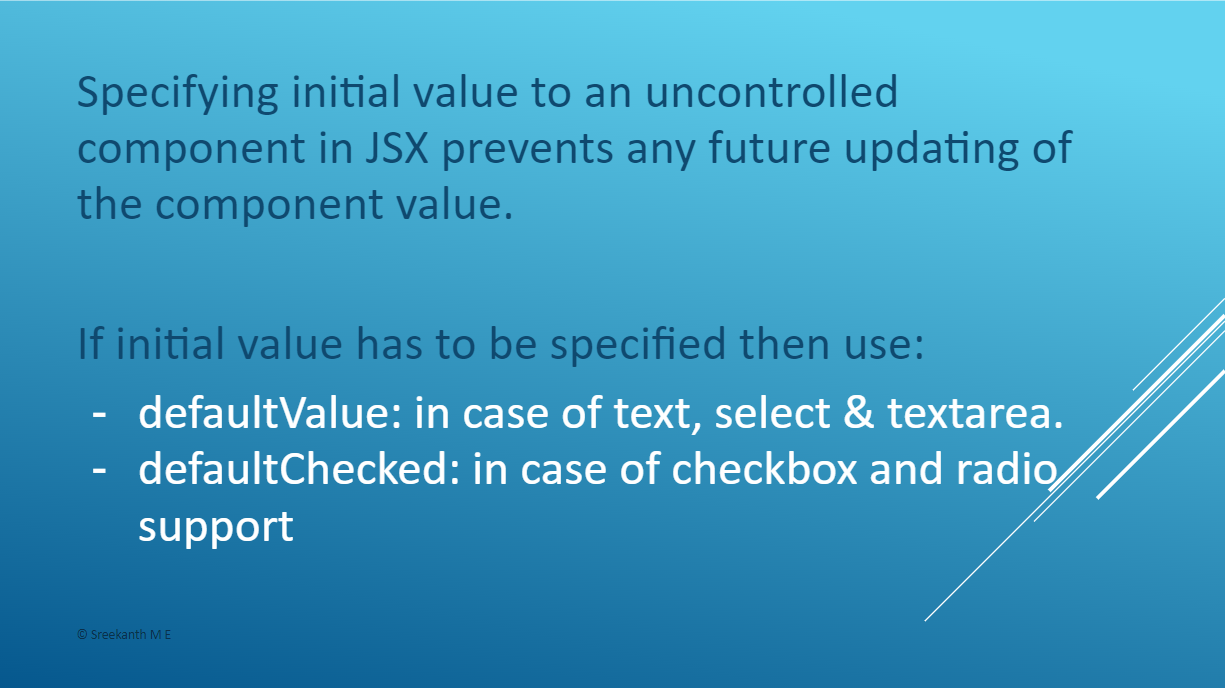 Specifying initial value to an uncontrolled
component in JSX prevents any future updating of
the component value.
If initial value has to be specified then use:
- defaultValue: in case of text, select & textarea.
- defaultChecked: in case of checkbox and radio
support
© Sreekanth M E